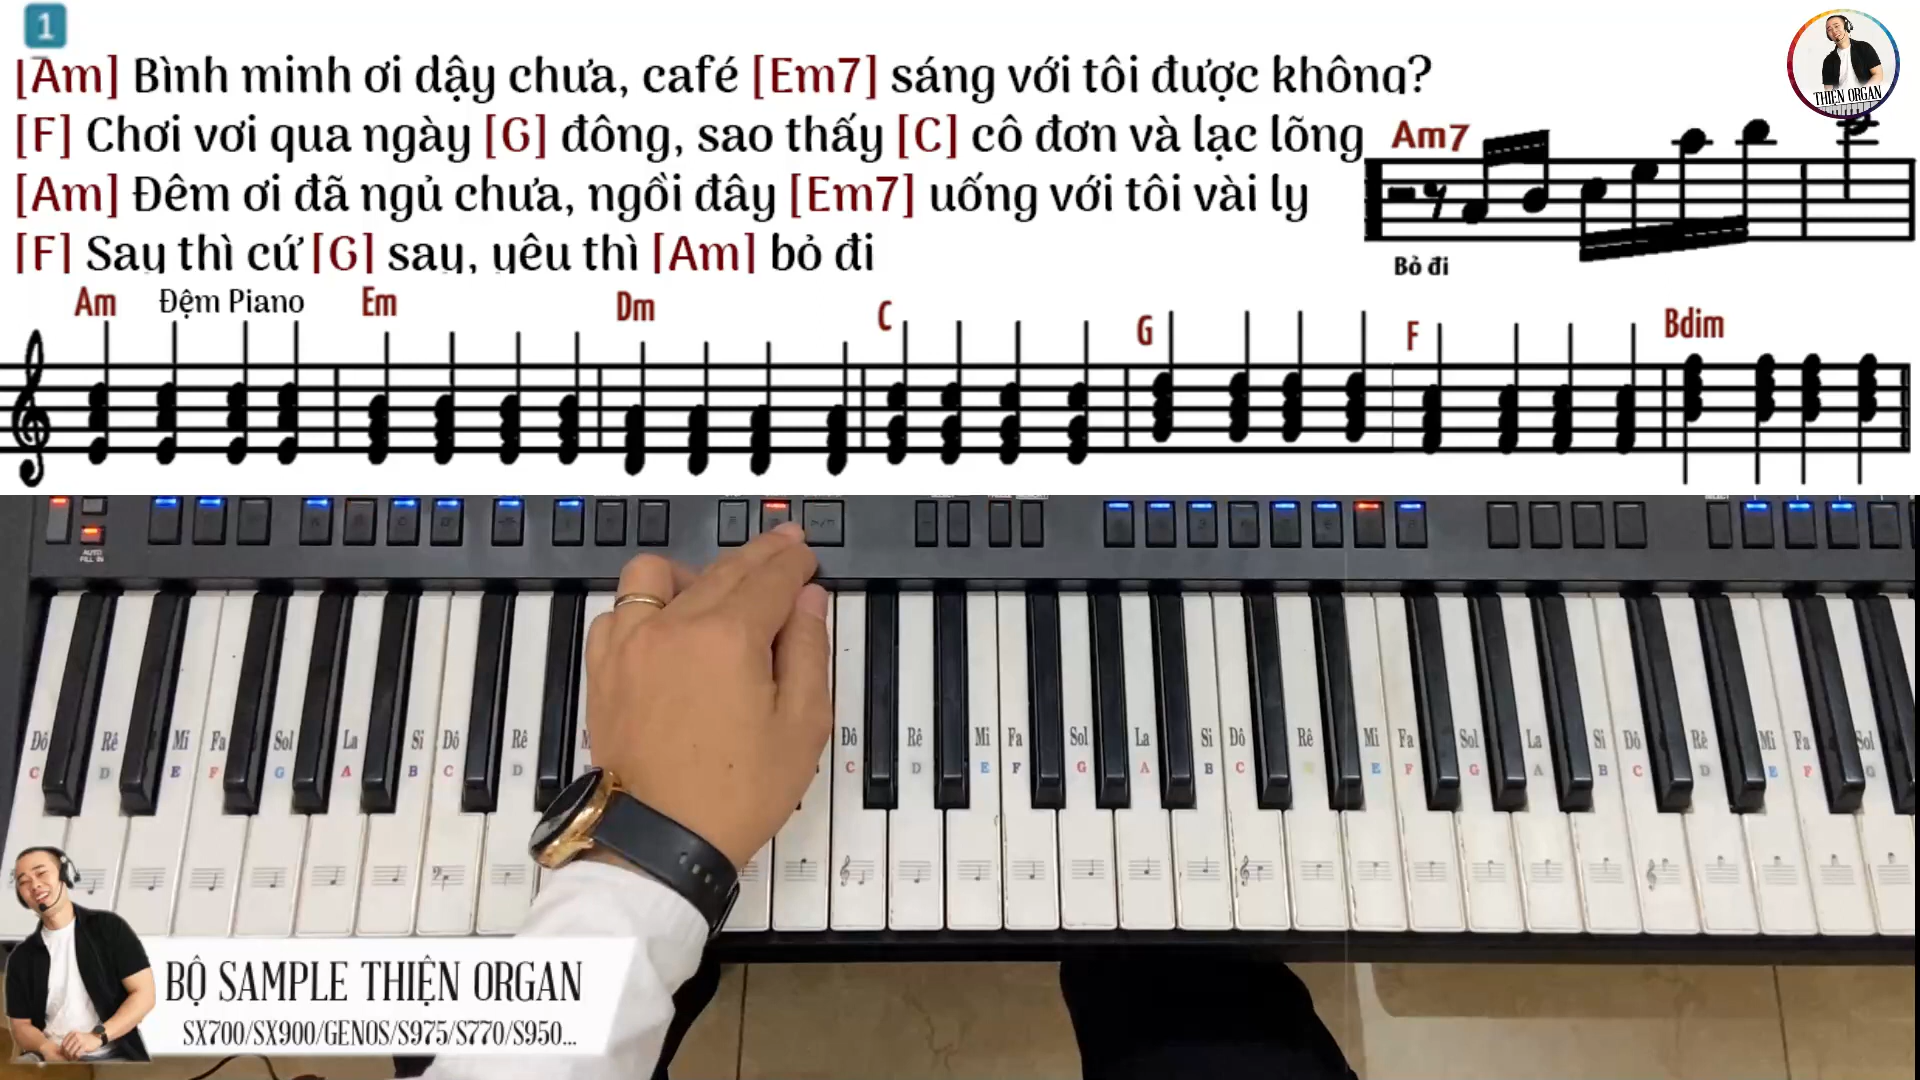 1
[Am] Bình minh ơi dậy chưa, café [Em7] sáng với tôi được không?
[F] Chơi vơi qua ngày [G] đông, sao thấy [C] cô đơn và lạc lõng
[Am] Đêm ơi đã ngủ chưa, ngồi đây [Em7] uống với tôi vài ly
[F] Say thì cứ [G] say, yêu thì [Am] bỏ đi
THIỆN ORGAN
Am7
Bỏ đi
Am Đệm Piano Em Dm C G F Bdim
AUTO
FILL IN
Đô Rê Mi Fa Sol La Si Đô Rê Đô Rê Mi Fa Sol La Si Đô Rê Mi Fa Sol La Si Đô Rê Mi Fa Sol
C D E F G A B C D C D E F G A B C E F G A B C D E F G
BỘ SAMPLE THIỆN ORGAN
SX700/SX900/GENOS/S975/S770/S950...